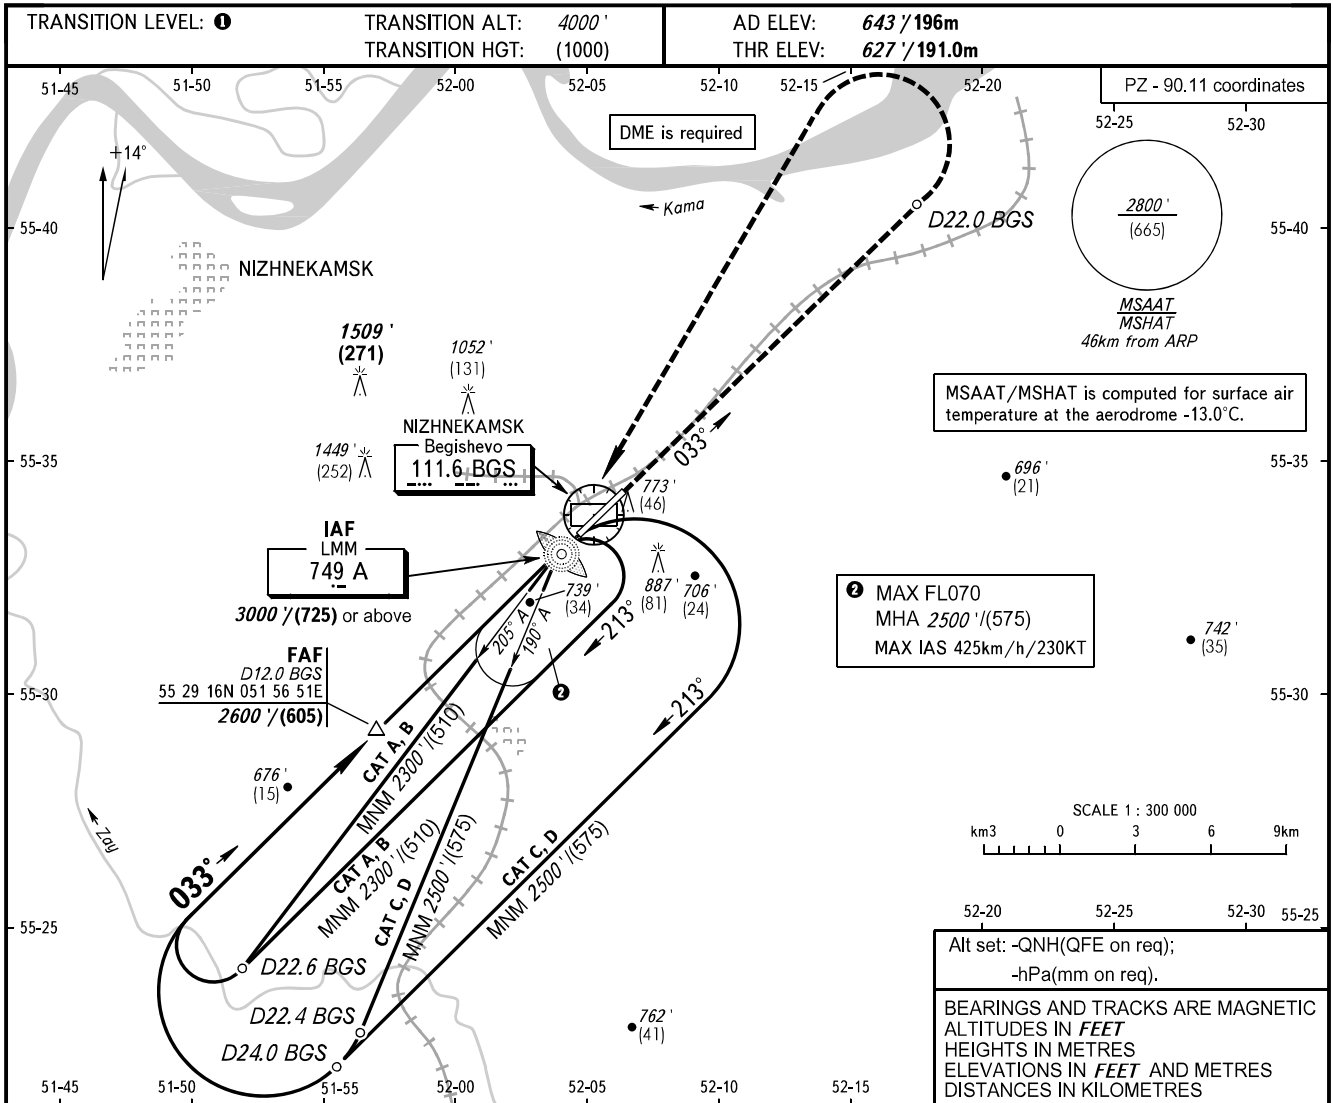 TRANSITION LEVEL: ❶
TRANSITION ALT: 4000 '
TRANSITION HGT: (1000)
AD ELEV: 643 '/196m
THR ELEV: 627 '/191.0m
51-45 51-50 51-55 52-00 52-05 52-10 52-15 52-20
PZ - 90.11 coordinates
52-25 52-30
DME is required
+14°
Kama
55-40
D22.0 BGS
2800 '
(665)
55-40
MSAAT
MSHAT
46km from ARP
NIZHNEKAMSK
1509 '
(271)
1052 '
(131)
MSAAT/MSHAT is computed for surface air
temperature at the aerodrome -13.0°C.
NIZHNEKAMSK
Begishevo
111.6 BGS
1449 '
(252)
033°
55-35
55-35
696 '
(21)
773 '
(46)
IAF
LMM
749 A
3000 '/(725) or above
739 '
(34)
887 '
(81)
706 '
(24)
205° A
190° A
213°
❷ MAX FL070
MHA 2500 '/(575)
MAX IAS 425km/h/230KT
742 '
(35)
FAF
D12.0 BGS
55 29 16N 051 56 51E
2600 '/(605)
55-30
❷
213°
55-30
676 '
(15)
CAT A, B
MNM 2300 '/(510)
Zay
CAT A, B
MNM 2300 '/(510)
CAT C, D
MNM 2500 '/(575)
CAT C, D
MNM 2500 '/(575)
033°
SCALE 1 : 300 000
km3 0 3 6 9km
55-25
52-20 52-25 52-30 55-25
D22.6 BGS
D22.4 BGS
D24.0 BGS
762 '
(41)
Alt set: -QNH(QFE on req);
-hPa(mm on req).
BEARINGS AND TRACKS ARE MAGNETIC
ALTITUDES IN FEET
HEIGHTS IN METRES
ELEVATIONS IN FEET AND METRES
DISTANCES IN KILOMETRES
51-45 51-50 51-55 52-00 52-05 52-10 52-15